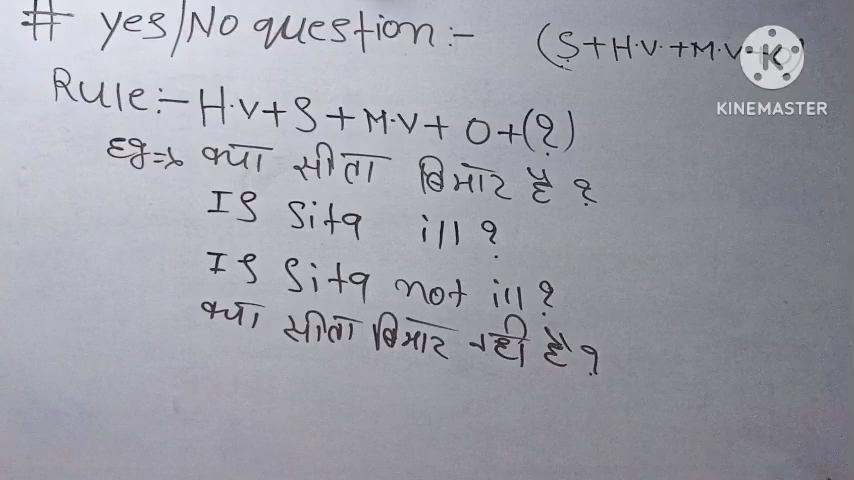 # Yes/No question :- (S+H.V.+M.V+
KINEMASTER
Rule:- H.V+S+M.V+O+(?)
Eg=> क्या सीता बिमार है ?
Is Sita ill ?
Is Sita not ill ?
क्या सीता बिमार नही है ?